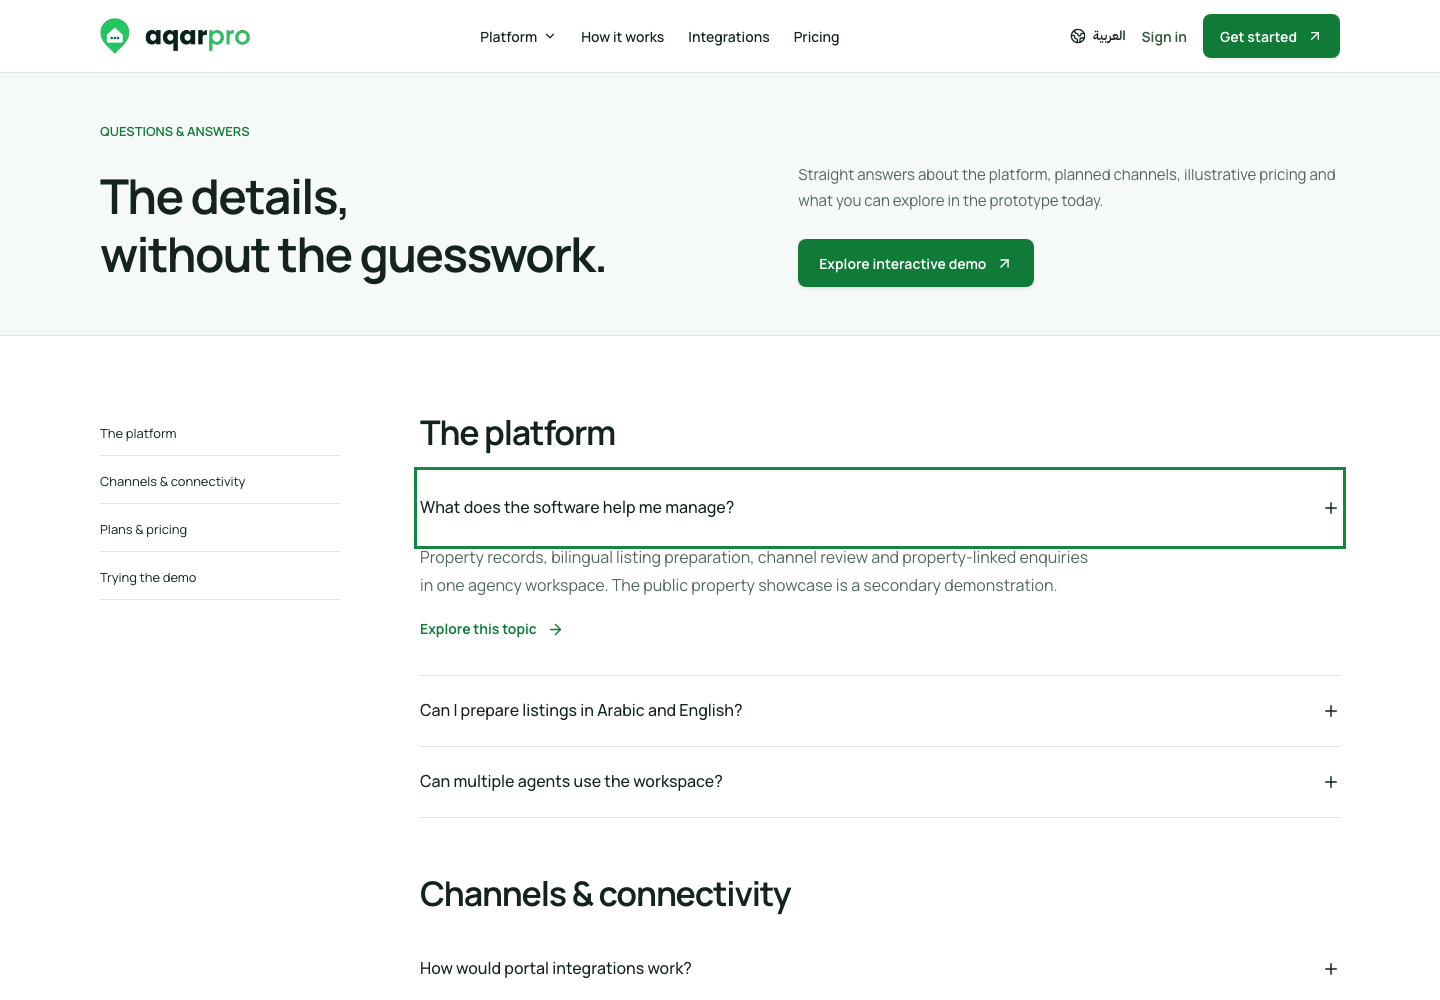 aqarpro
Platform
How it works
Integrations
Pricing
العربية
Sign in
Get started
QUESTIONS & ANSWERS
The details,
without the guesswork.
Straight answers about the platform, planned channels, illustrative pricing and
what you can explore in the prototype today.
Explore interactive demo
The platform
Channels & connectivity
Plans & pricing
Trying the demo
The platform
What does the software help me manage?
Property records, bilingual listing preparation, channel review and property-linked enquiries
in one agency workspace. The public property showcase is a secondary demonstration.
Explore this topic
Can I prepare listings in Arabic and English?
Can multiple agents use the workspace?
Channels & connectivity
How would portal integrations work?